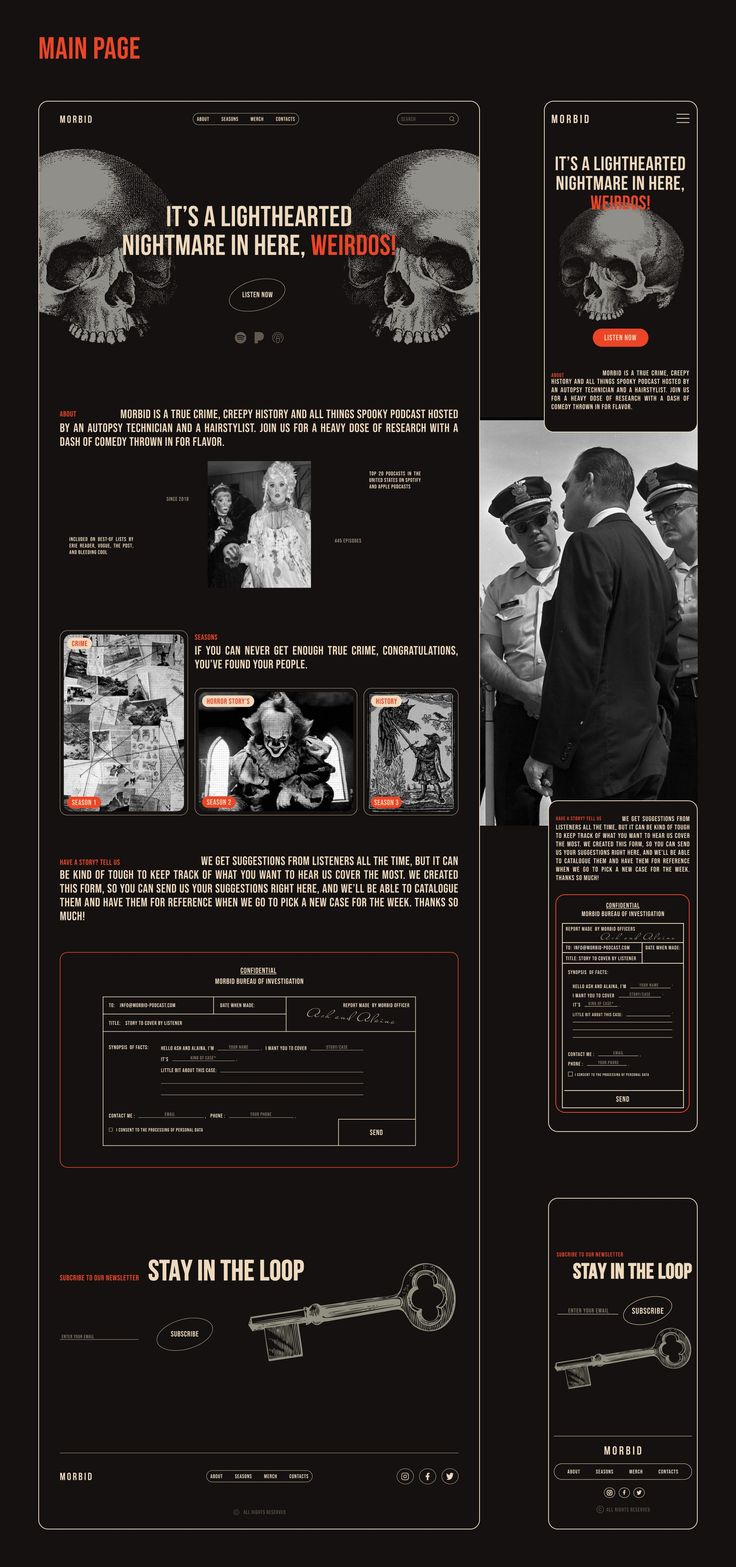 MAIN PAGE
MORBID
ABOUT SEASONS MERCH CONTACTS
SEARCH
IT'S A LIGHTHEARTED
NIGHTMARE IN HERE, WEIRDOS!
LISTEN NOW
ABOUT MORBID IS A TRUE CRIME, CREEPY HISTORY AND ALL THINGS SPOOKY PODCAST HOSTED
BY AN AUTOPSY TECHNICIAN AND A HAIRSTYLIST. JOIN US FOR A HEAVY DOSE OF RESEARCH WITH A
DASH OF COMEDY THROWN IN FOR FLAVOR.
TOP 20 PODCASTS IN THE
UNITED STATES ON SPOTIFY
AND APPLE PODCASTS
SINCE 2018
INCLUDED ON BEST-OF LISTS BY
ERIE HEADER, VOGUE, THE POST,
AND BLEEDING COOL
445 EPISODES
CRIME
SEASON 1
SEASONS
IF YOU CAN NEVER GET ENOUGH TRUE CRIME, CONGRATULATIONS,
YOU'VE FOUND YOUR PEOPLE.
HORROR STORY'S
SEASON 2
HISTORY
SEASON 3
HAVE A STORY? TELL US WE GET SUGGESTIONS FROM LISTENERS ALL THE TIME, BUT IT CAN
BE KIND OF TOUGH TO KEEP TRACK OF WHAT YOU WANT TO HEAR US COVER THE MOST. WE CREATED
THIS FORM, SO YOU CAN SEND US YOUR SUGGESTIONS RIGHT HERE, AND WE'LL BE ABLE TO CATALOGUE
THEM AND HAVE THEM FOR REFERENCE WHEN WE GO TO PICK A NEW CASE FOR THE WEEK. THANKS SO
MUCH!
CONFIDENTIAL
MORBID BUREAU OF INVESTIGATION
TO: INFO@MORBID-PODCAST.COM
DATE WHEN MADE:
REPORT MADE BY MORBID OFFICER
Ash and Alaina
TITLE: STORY TO COVER BY LISTENER
SYNOPSIS OF FACTS:
HELLO ASH AND ALAINA, I'M YOUR NAME . I WANT YOU TO COVER STORY/CASE
IT'S KIND OF CASE* .
LITTLE BIT ABOUT THIS CASE:
CONTACT ME : EMAIL , PHONE : YOUR PHONE .
I CONSENT TO THE PROCESSING OF PERSONAL DATA
SEND
SUBCRIBE TO OUR NEWSLETTER STAY IN THE LOOP
ENTER YOUR EMAIL
SUBSCRIBE
MORBID
ABOUT SEASONS MERCH CONTACTS
© ALL RIGHTS RESERVED
MORBID
IT'S A LIGHTHEARTED
NIGHTMARE IN HERE,
WEIRDOS!
LISTEN NOW
ABOUT MORBID IS A TRUE CRIME, CREEPY
HISTORY AND ALL THINGS SPOOKY PODCAST HOSTED BY
AN AUTOPSY TECHNICIAN AND A HAIRSTYLIST. JOIN US
FOR A HEAVY DOSE OF RESEARCH WITH A DASH OF
COMEDY THROWN IN FOR FLAVOR.
HAVE A STORY? TELL US WE GET SUGGESTIONS FROM
LISTENERS ALL THE TIME, BUT IT CAN BE KIND OF TOUGH
TO KEEP TRACK OF WHAT YOU WANT TO HEAR US COVER
THE MOST. WE CREATED THIS FORM, SO YOU CAN SEND
US YOUR SUGGESTIONS RIGHT HERE, AND WE'LL BE ABLE
TO CATALOGUE THEM AND HAVE THEM FOR REFERENCE
WHEN WE GO TO PICK A NEW CASE FOR THE WEEK.
THANKS SO MUCH!
CONFIDENTIAL
MORBID BUREAU OF INVESTIGATION
REPORT MADE BY MORBID OFFICERS
Ash and Alaina
TO: INFO@MORBID-PODCAST.COM
DATE WHEN MADE:
TITLE: STORY TO COVER BY LISTENER
SYNOPSIS OF FACTS:
HELLO ASH AND ALAINA, I'M YOUR NAME .
I WANT YOU TO COVER STORY/CASE
IT'S KIND OF CASE* .
LITTLE BIT ABOUT THIS CASE:
CONTACT ME : EMAIL ,
PHONE : YOUR PHONE .
I CONSENT TO THE PROCESSING OF PERSONAL DATA
SEND
SUBCRIBE TO OUR NEWSLETTER
STAY IN THE LOOP
ENTER YOUR EMAIL
SUBSCRIBE
MORBID
ABOUT SEASONS MERCH CONTACTS
© ALL RIGHTS RESERVED